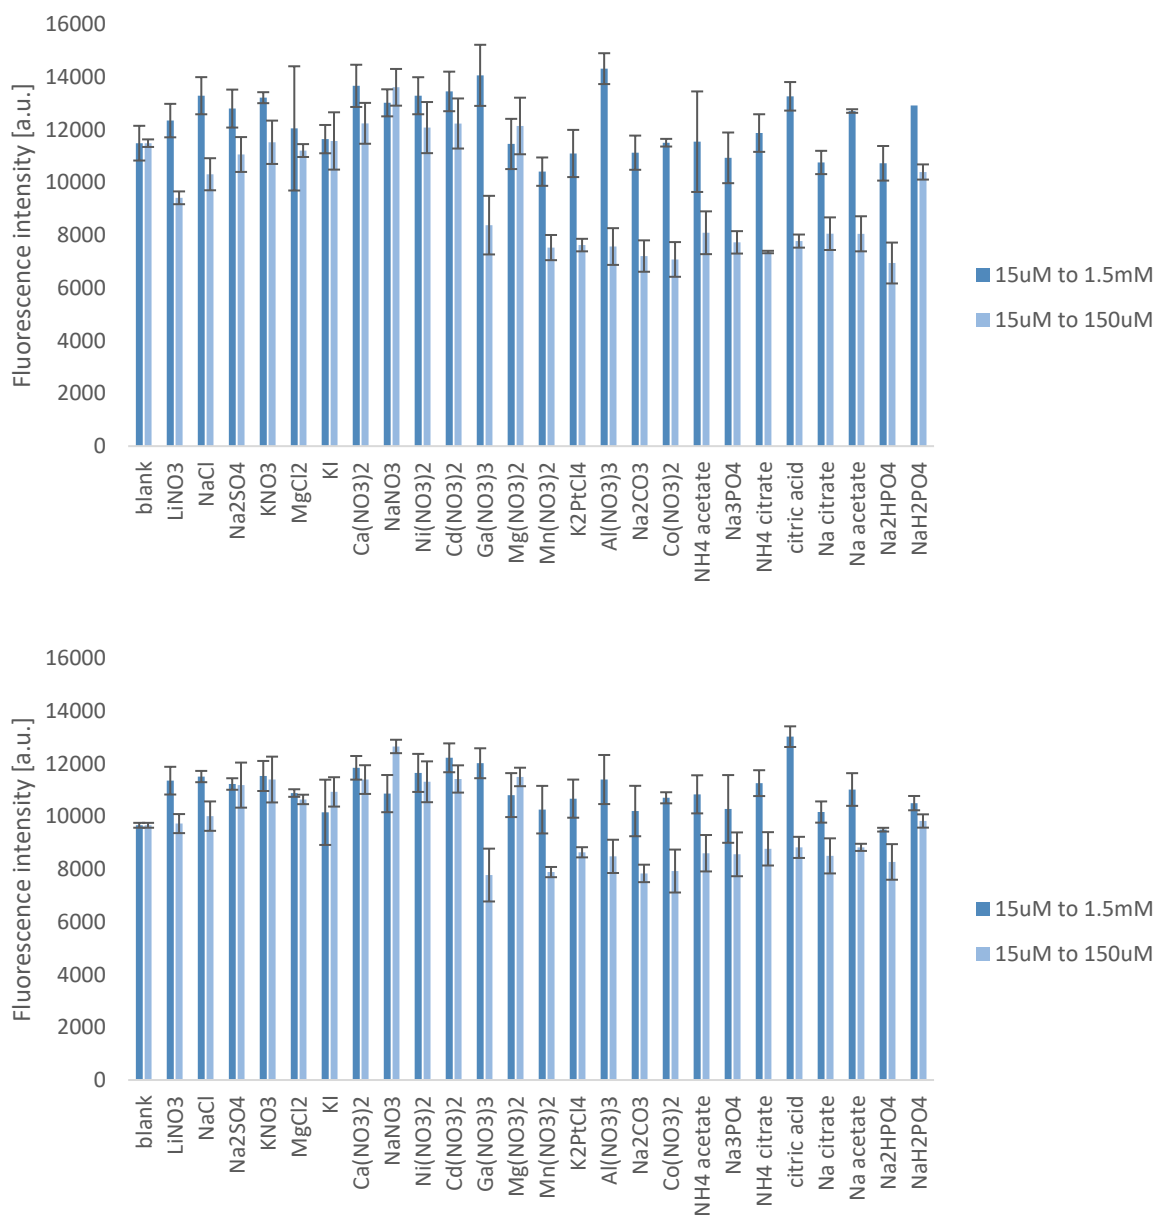 16000
14000
12000
10000
8000
6000
4000
2000
0
Fluorescence intensity [a.u.]
blank
LiNO3
NaCl
Na2SO4
KNO3
MgCl2
KI
Ca(NO3)2
NaNO3
Ni(NO3)2
Cd(NO3)2
Ga(NO3)3
Mg(NO3)2
Mn(NO3)2
K2PtCl4
Al(NO3)3
Na2CO3
Co(NO3)2
NH4 acetate
Na3PO4
NH4 citrate
citric acid
Na citrate
Na acetate
Na2HPO4
NaH2PO4
15uM to 1.5mM
15uM to 150uM
16000
14000
12000
10000
8000
6000
4000
2000
0
Fluorescence intensity [a.u.]
blank
LiNO3
NaCl
Na2SO4
KNO3
MgCl2
KI
Ca(NO3)2
NaNO3
Ni(NO3)2
Cd(NO3)2
Ga(NO3)3
Mg(NO3)2
Mn(NO3)2
K2PtCl4
Al(NO3)3
Na2CO3
Co(NO3)2
NH4 acetate
Na3PO4
NH4 citrate
citric acid
Na citrate
Na acetate
Na2HPO4
NaH2PO4
15uM to 1.5mM
15uM to 150uM